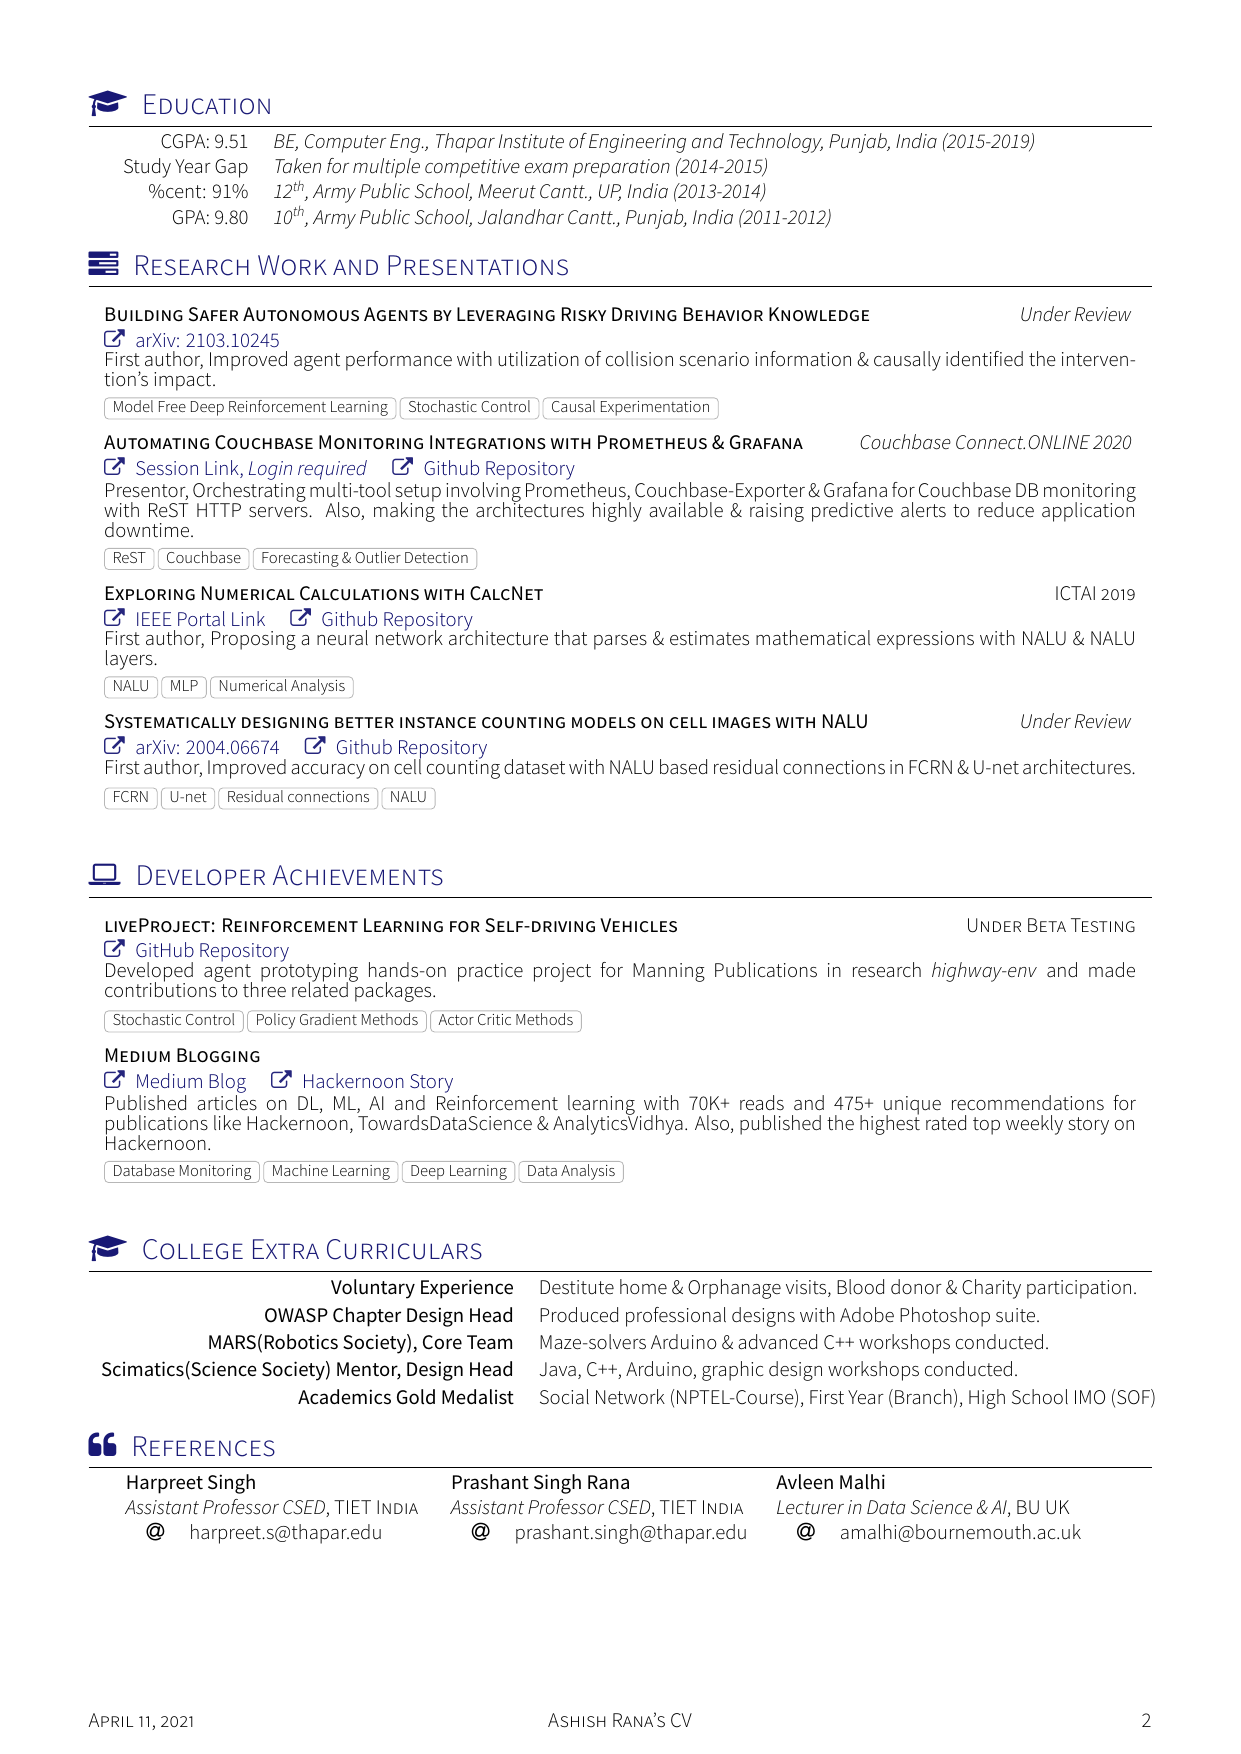 Education
CGPA: 9.51 BE, Computer Eng., Thapar Institute of Engineering and Technology, Punjab, India (2015-2019)
Study Year Gap Taken for multiple competitive exam preparation (2014-2015)
%cent: 91% 12th, Army Public School, Meerut Cantt., UP, India (2013-2014)
GPA: 9.80 10th, Army Public School, Jalandhar Cantt., Punjab, India (2011-2012)
Research Work and Presentations
Building Safer Autonomous Agents by Leveraging Risky Driving Behavior Knowledge Under Review
arXiv: 2103.10245
First author, Improved agent performance with utilization of collision scenario information & causally identified the interven-
tion's impact.
Model Free Deep Reinforcement Learning Stochastic Control Causal Experimentation
Automating Couchbase Monitoring Integrations with Prometheus & Grafana Couchbase Connect.ONLINE 2020
Session Link, Login required Github Repository
Presentor, Orchestrating multi-tool setup involving Prometheus, Couchbase-Exporter & Grafana for Couchbase DB monitoring
with ReST HTTP servers. Also, making the architectures highly available & raising predictive alerts to reduce application
downtime.
ReST Couchbase Forecasting & Outlier Detection
Exploring Numerical Calculations with CalcNet ICTAI 2019
IEEE Portal Link Github Repository
First author, Proposing a neural network architecture that parses & estimates mathematical expressions with NALU & NALU
layers.
NALU MLP Numerical Analysis
Systematically designing better instance counting models on cell images with NALU Under Review
arXiv: 2004.06674 Github Repository
First author, Improved accuracy on cell counting dataset with NALU based residual connections in FCRN & U-net architectures.
FCRN U-net Residual connections NALU
Developer Achievements
liveProject: Reinforcement Learning for Self-driving Vehicles Under Beta Testing
GitHub Repository
Developed agent prototyping hands-on practice project for Manning Publications in research highway-env and made
contributions to three related packages.
Stochastic Control Policy Gradient Methods Actor Critic Methods
Medium Blogging
Medium Blog Hackernoon Story
Published articles on DL, ML, AI and Reinforcement learning with 70K+ reads and 475+ unique recommendations for
publications like Hackernoon, TowardsDataScience & AnalyticsVidhya. Also, published the highest rated top weekly story on
Hackernoon.
Database Monitoring Machine Learning Deep Learning Data Analysis
College Extra Curriculars
Voluntary Experience Destitute home & Orphanage visits, Blood donor & Charity participation.
OWASP Chapter Design Head Produced professional designs with Adobe Photoshop suite.
MARS(Robotics Society), Core Team Maze-solvers Arduino & advanced C++ workshops conducted.
Scimatics(Science Society) Mentor, Design Head Java, C++, Arduino, graphic design workshops conducted.
Academics Gold Medalist Social Network (NPTEL-Course), First Year (Branch), High School IMO (SOF)
References
Harpreet Singh Prashant Singh Rana Avleen Malhi
Assistant Professor CSED, TIET India Assistant Professor CSED, TIET India Lecturer in Data Science & AI, BU UK
@ harpreet.s@thapar.edu @ prashant.singh@thapar.edu @ amalhi@bournemouth.ac.uk
April 11, 2021 Ashish Rana's CV 2